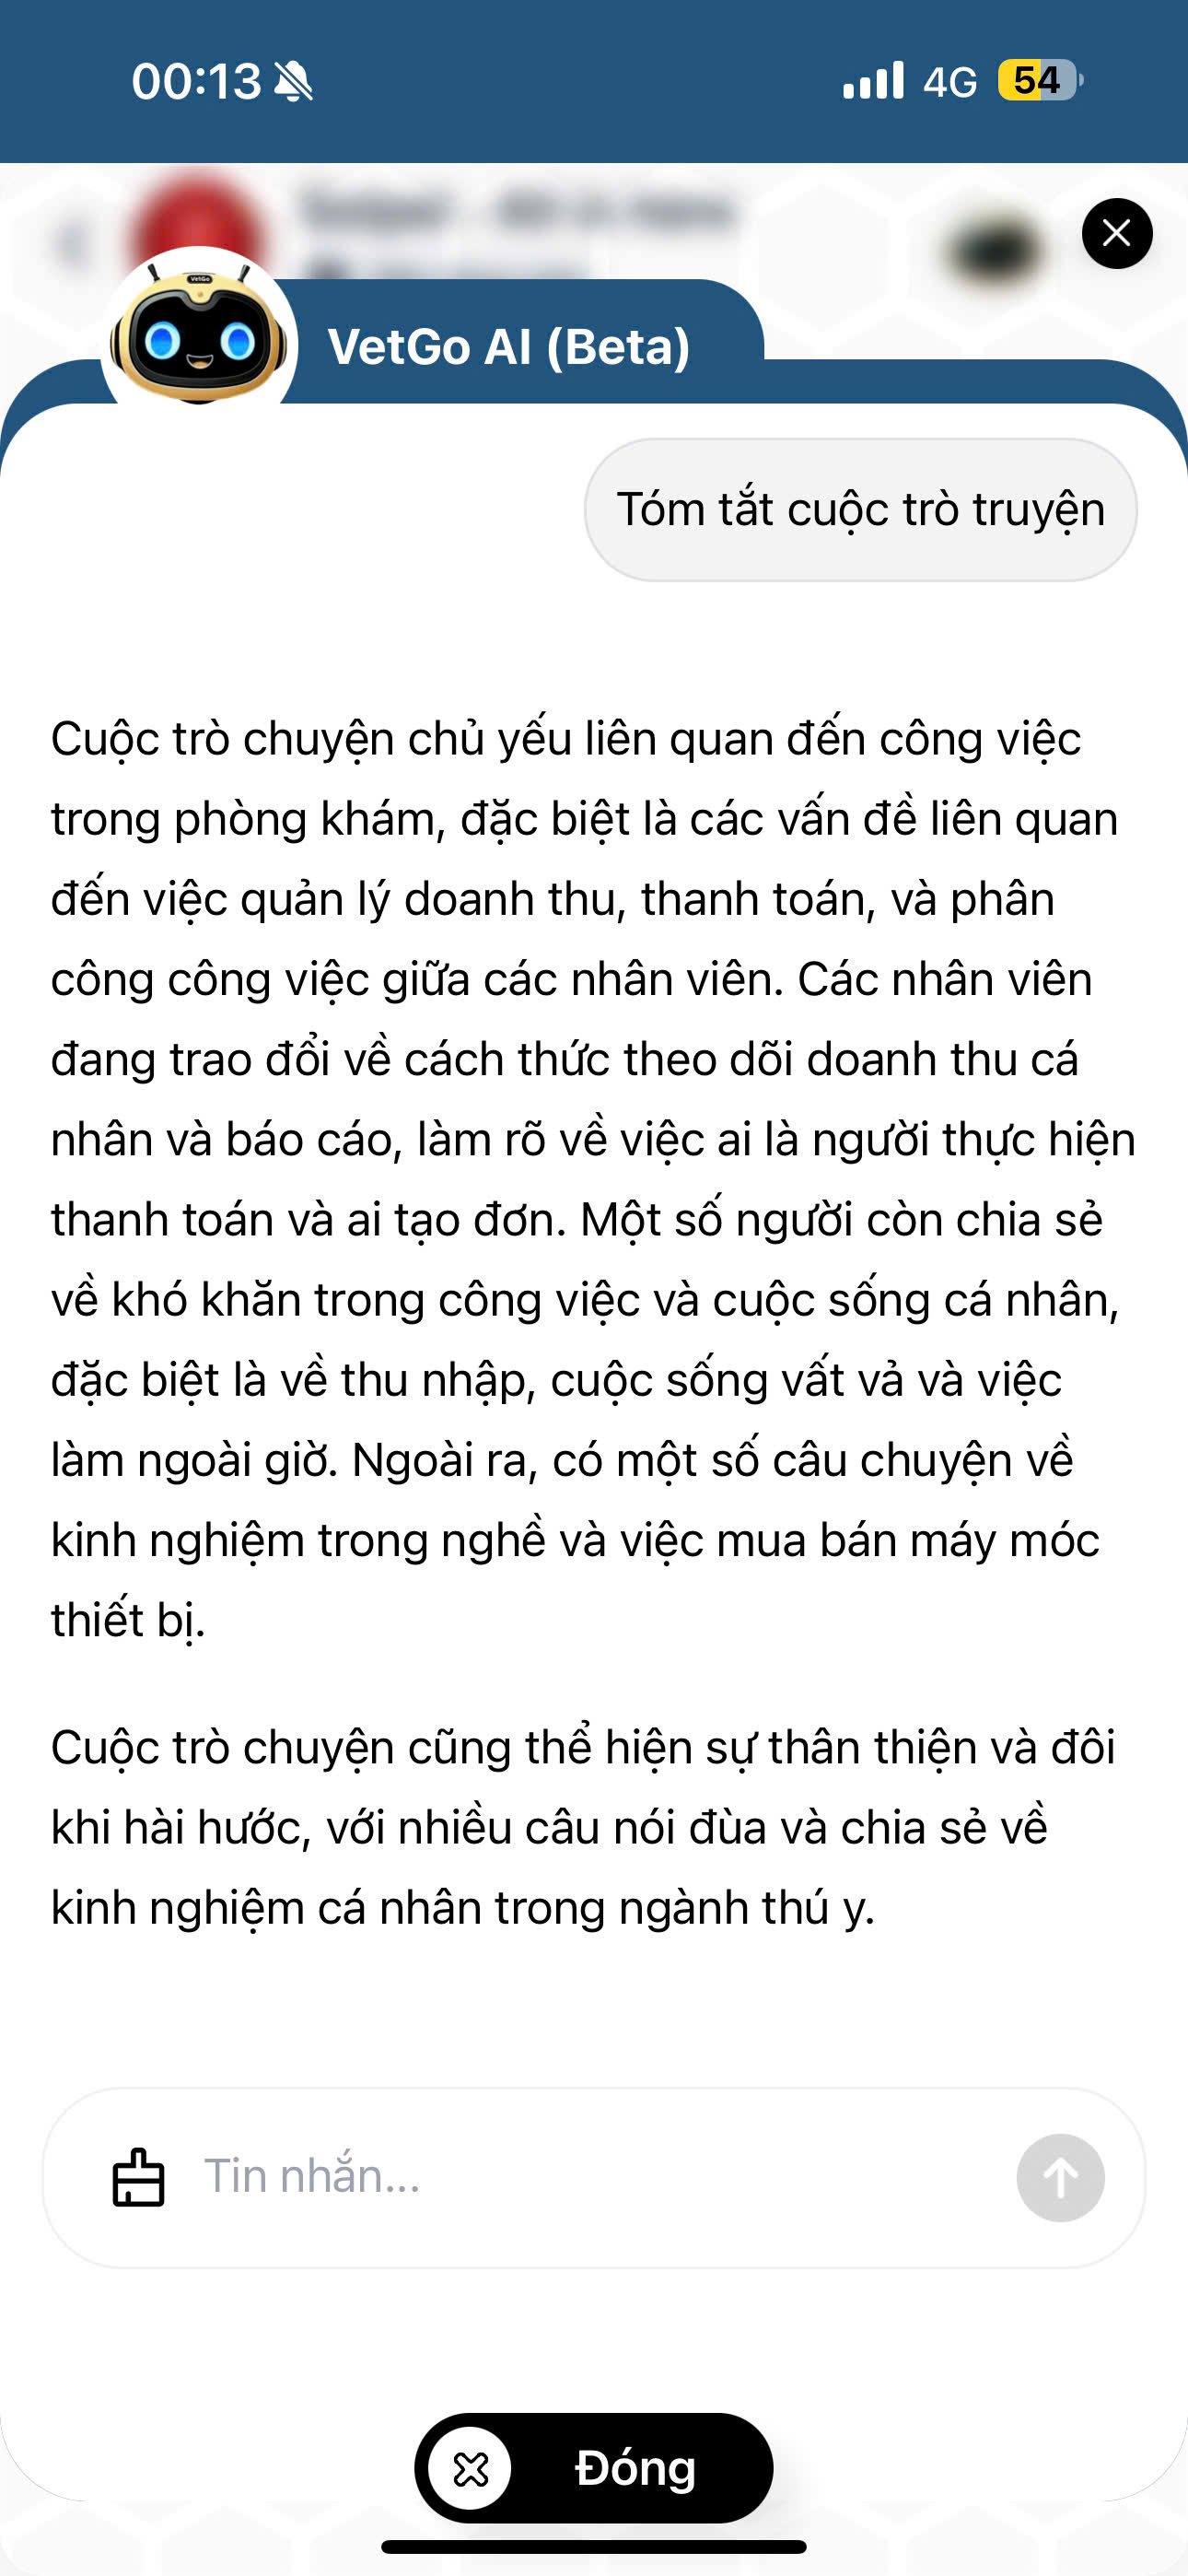 00:13
4G
54
VetGo
VetGo AI (Beta)
Tóm tắt cuộc trò truyện
Cuộc trò chuyện chủ yếu liên quan đến công việc
trong phòng khám, đặc biệt là các vấn đề liên quan
đến việc quản lý doanh thu, thanh toán, và phân
công công việc giữa các nhân viên. Các nhân viên
đang trao đổi về cách thức theo dõi doanh thu cá
nhân và báo cáo, làm rõ về việc ai là người thực hiện
thanh toán và ai tạo đơn. Một số người còn chia sẻ
về khó khăn trong công việc và cuộc sống cá nhân,
đặc biệt là về thu nhập, cuộc sống vất vả và việc
làm ngoài giờ. Ngoài ra, có một số câu chuyện về
kinh nghiệm trong nghề và việc mua bán máy móc
thiết bị.
Cuộc trò chuyện cũng thể hiện sự thân thiện và đôi
khi hài hước, với nhiều câu nói đùa và chia sẻ về
kinh nghiệm cá nhân trong ngành thú y.
Tin nhắn...
Đóng